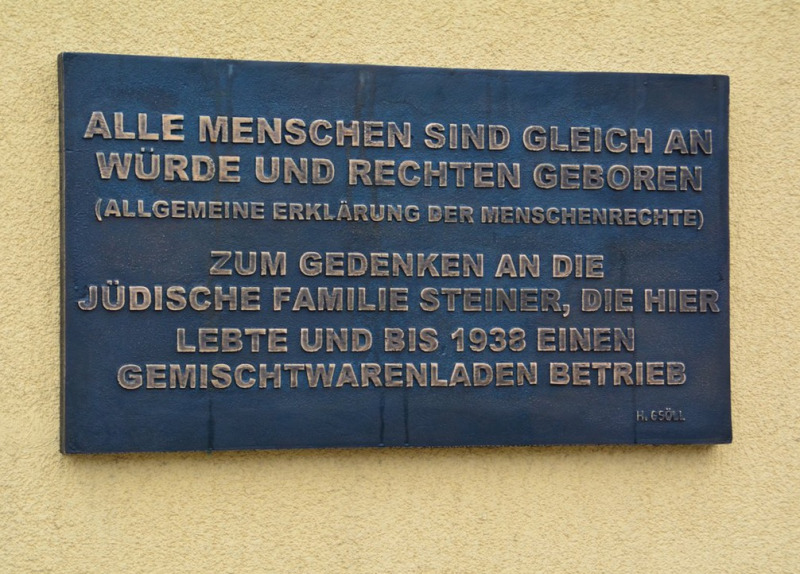 ALLE MENSCHEN SIND GLEICH AN
WÜRDE UND RECHTEN GEBOREN
(ALLGEMEINE ERKLÄRUNG DER MENSCHENRECHTE)
ZUM GEDENKEN AN DIE
JÜDISCHE FAMILIE STEINER, DIE HIER
LEBTE UND BIS 1938 EINEN
GEMISCHTWARENLADEN BETRIEB
H. GSÖLL